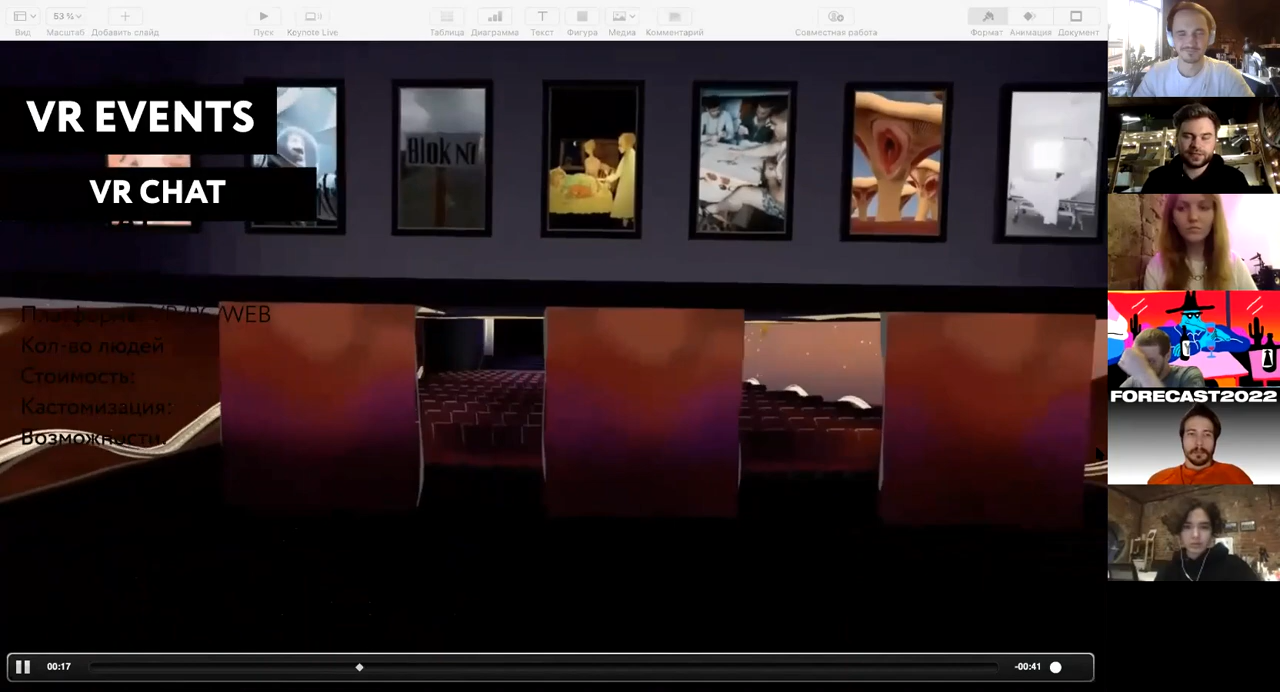 53 %
Вид
Масштаб
Добавить слайд
Пуск
Keynote Live
Таблица
Диаграмма
Текст
Фигура
Медиа
Комментарий
Совместная работа
Формат
Анимация
Документ
VR EVENTS
VR CHAT
Blok
Платформа: VR/PC/WEB
Кол-во людей
Стоимость:
Кастомизация:
Возможности
FORECAST2022
00:17
-00:41